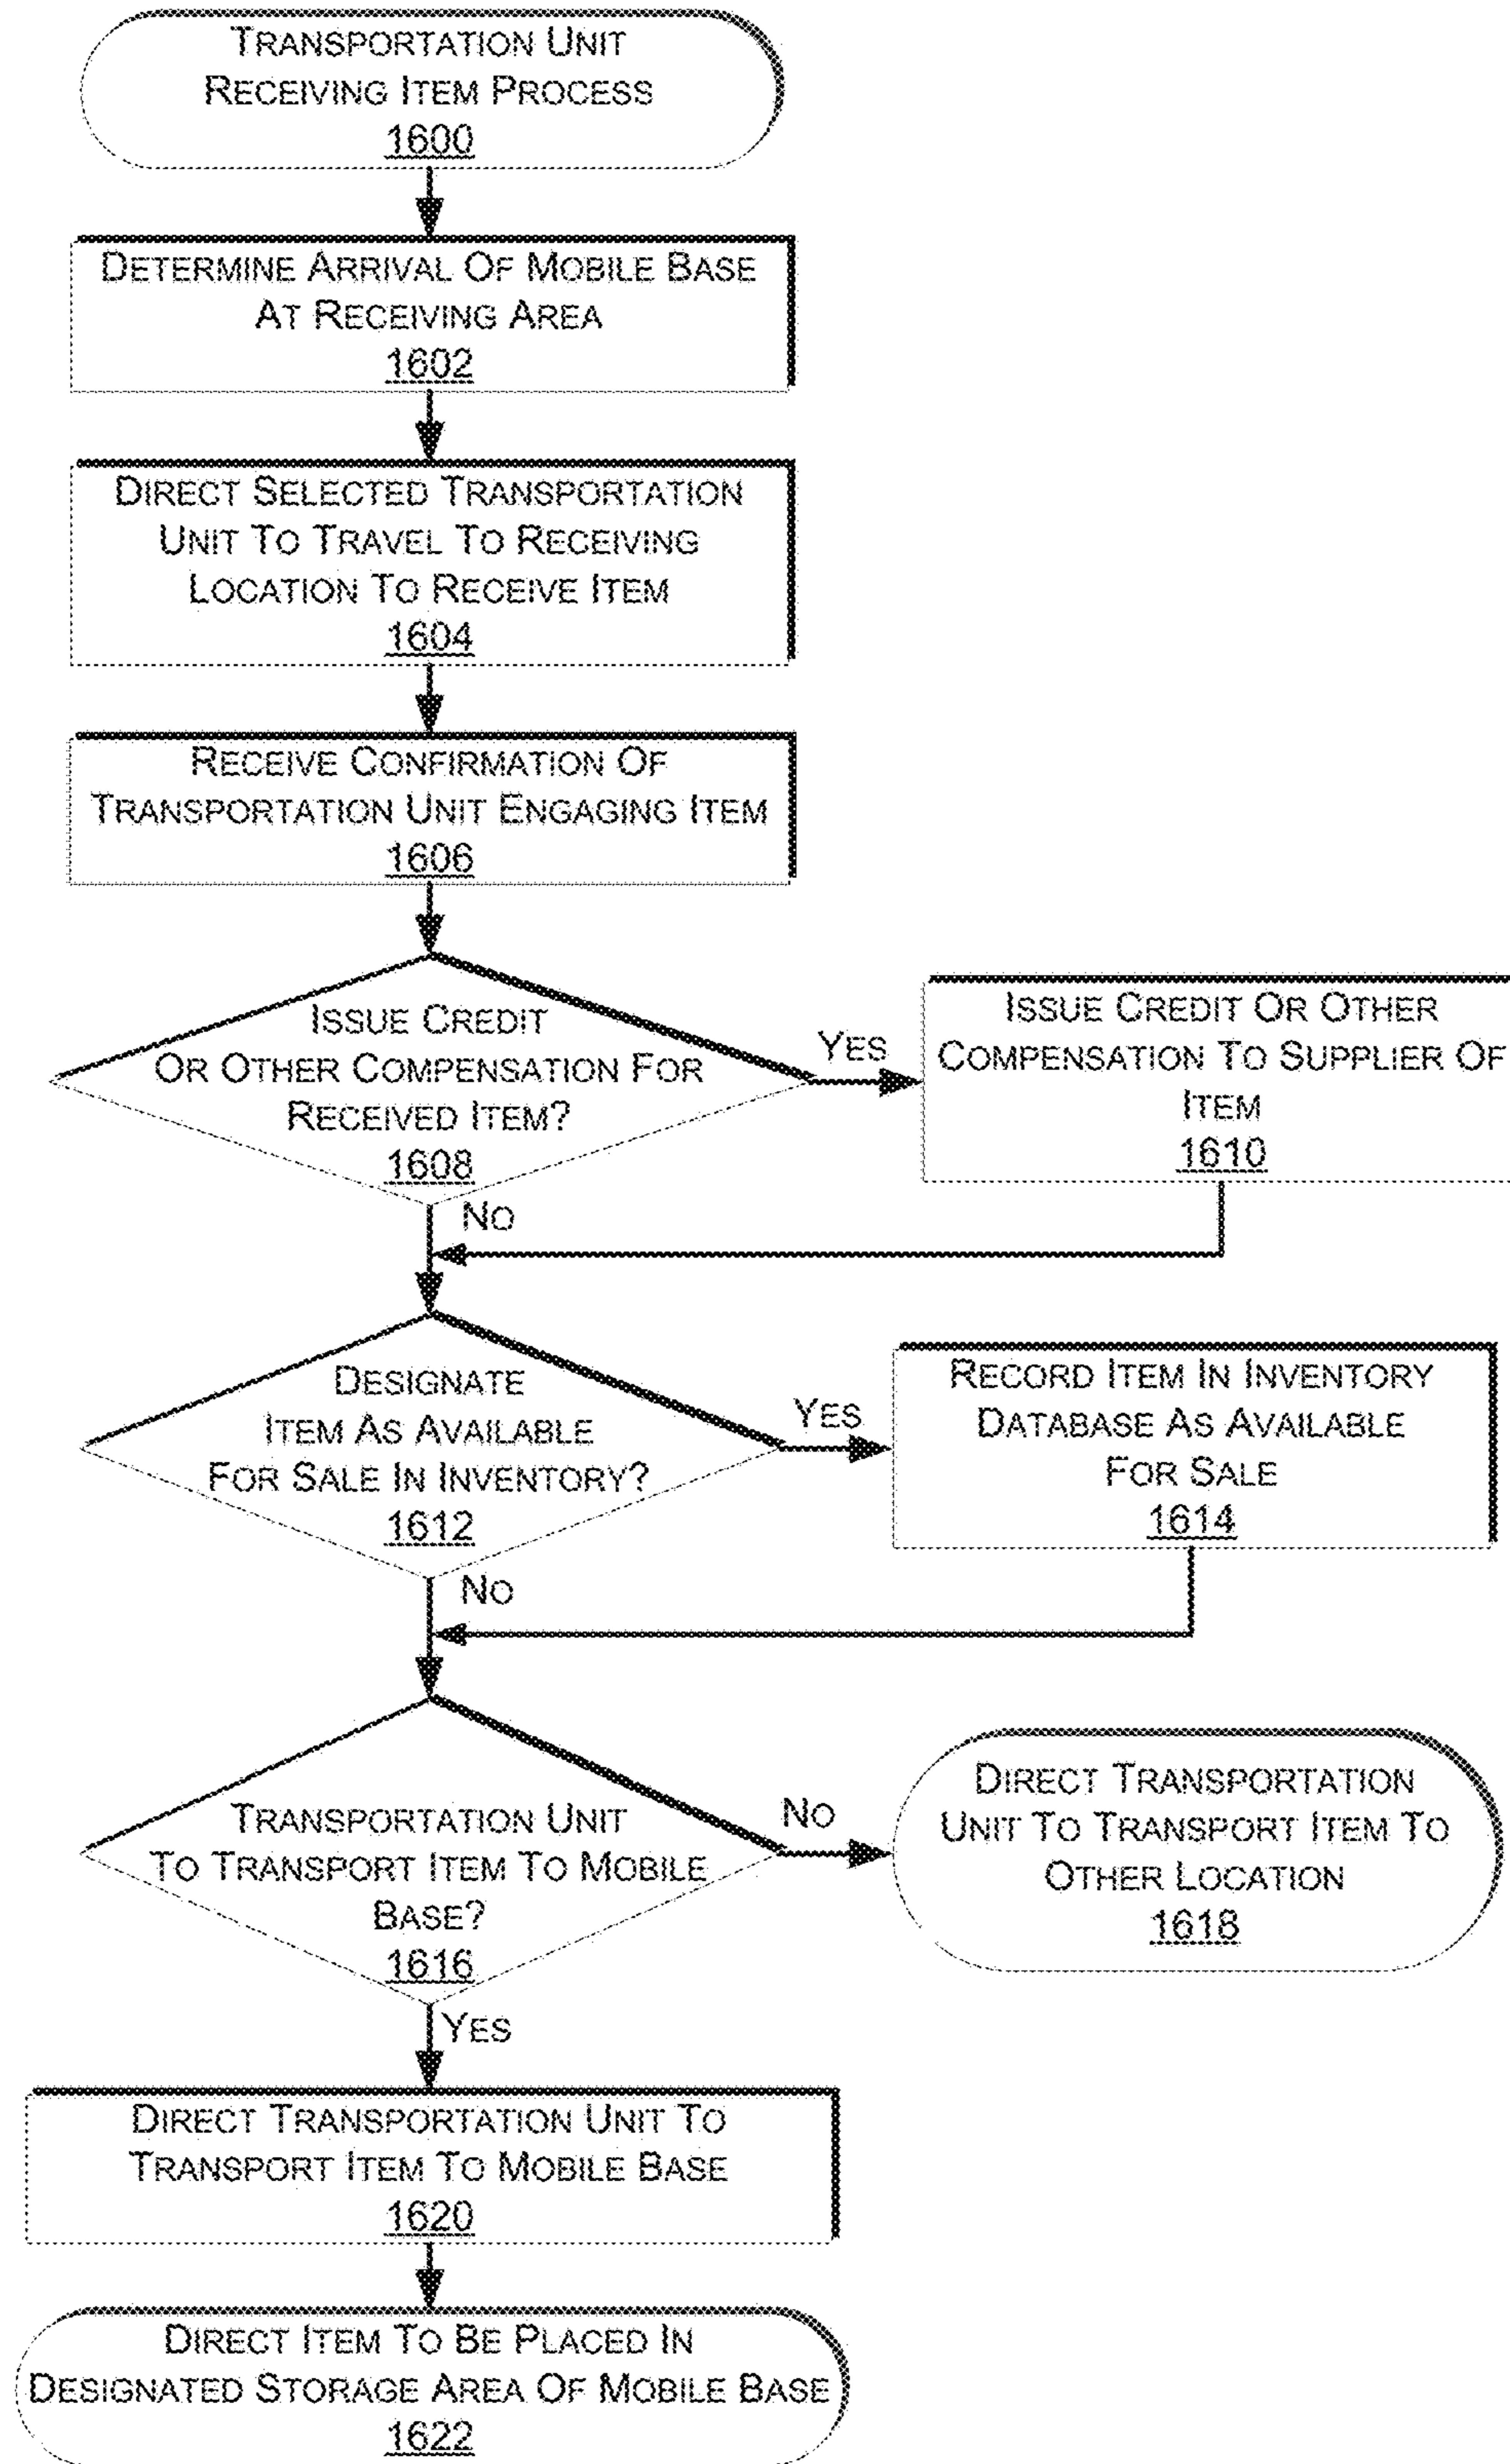 TRANSPORTATION UNIT
RECEIVING ITEM PROCESS
1600
DETERMINE ARRIVAL OF MOBILE BASE
AT RECEIVING AREA
1602
DIRECT SELECTED TRANSPORTATION
UNIT TO TRAVEL TO RECEIVING
LOCATION TO RECEIVE ITEM
1604
RECEIVE CONFIRMATION OF
TRANSPORTATION UNIT ENGAGING ITEM
1606
ISSUE CREDIT
OR OTHER COMPENSATION FOR
RECEIVED ITEM?
1608
YES
ISSUE CREDIT OR OTHER
COMPENSATION TO SUPPLIER OF
ITEM
1610
NO
DESIGNATE
ITEM AS AVAILABLE
FOR SALE IN INVENTORY?
1612
YES
RECORD ITEM IN INVENTORY
DATABASE AS AVAILABLE
FOR SALE
1614
NO
TRANSPORTATION UNIT
TO TRANSPORT ITEM TO MOBILE
BASE?
1616
NO
DIRECT TRANSPORTATION
UNIT TO TRANSPORT ITEM TO
OTHER LOCATION
1618
YES
DIRECT TRANSPORTATION UNIT TO
TRANSPORT ITEM TO MOBILE BASE
1620
DIRECT ITEM TO BE PLACED IN
DESIGNATED STORAGE AREA OF MOBILE BASE
1622